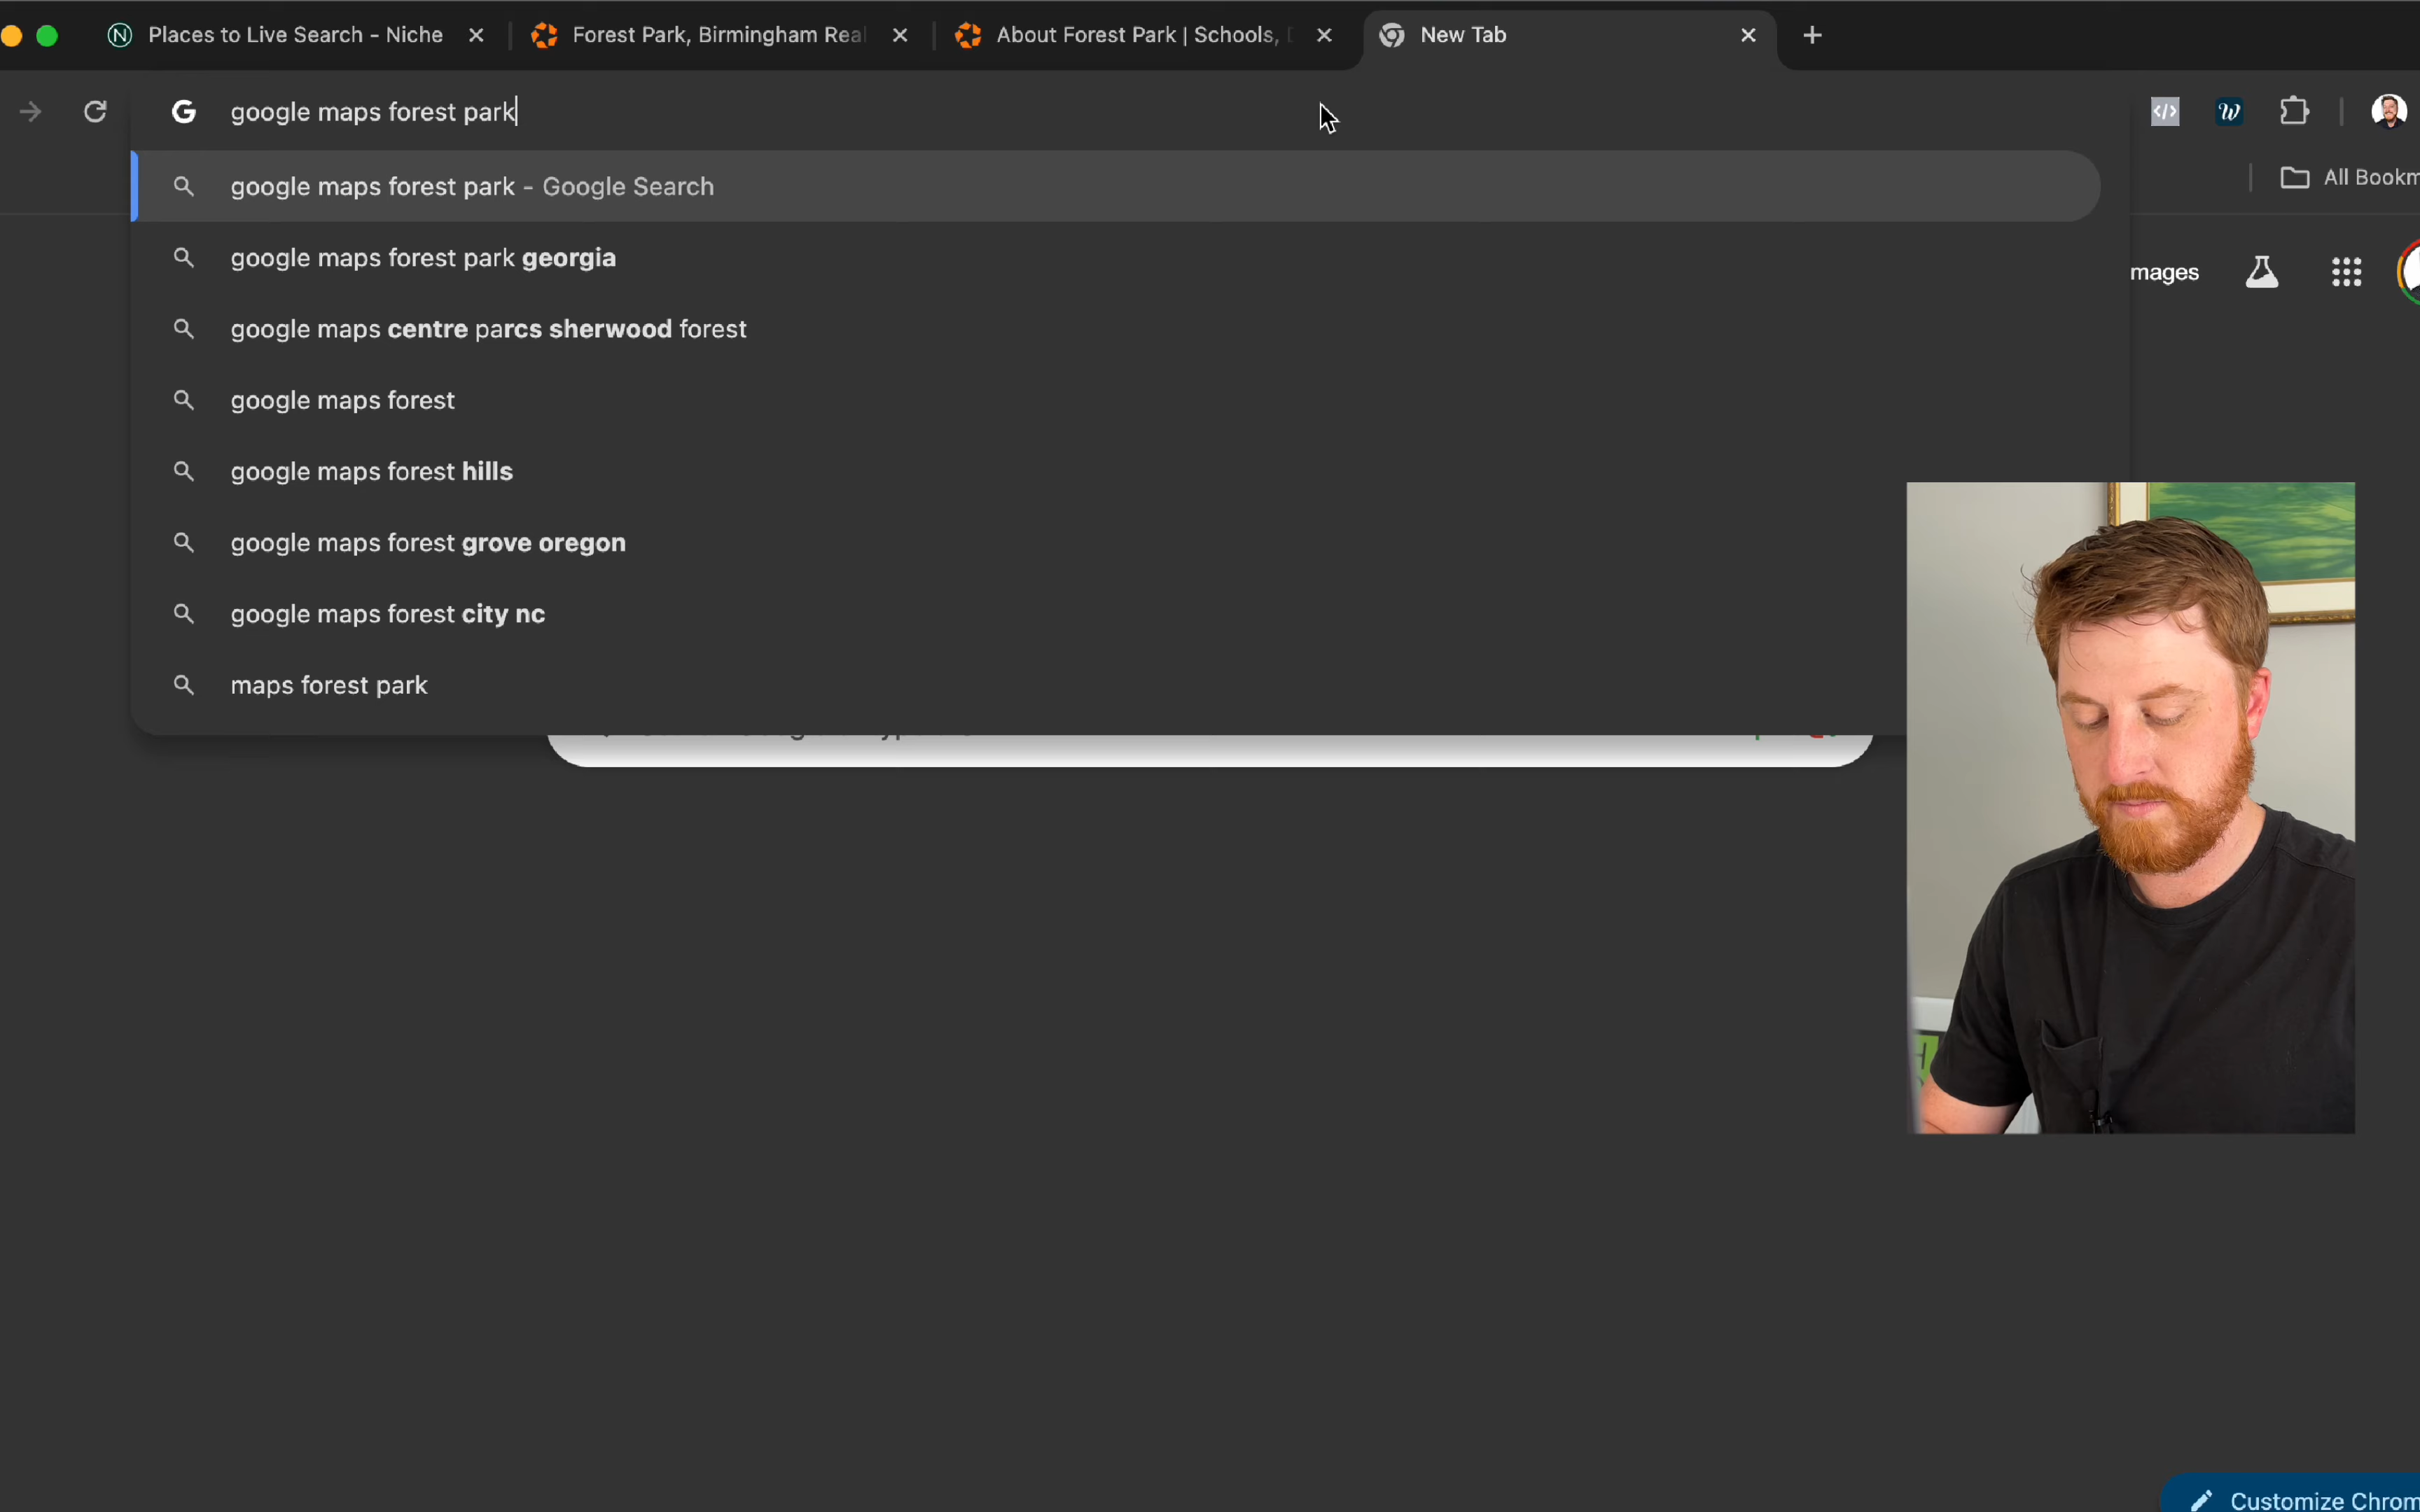 Places to Live Search - Niche
Forest Park, Birmingham Rea
About Forest Park | Schools,
New Tab
google maps forest park
google maps forest park - Google Search
All Bookm
google maps forest park georgia
mages
google maps centre parcs sherwood forest
google maps forest
google maps forest hills
google maps forest grove oregon
google maps forest city nc
maps forest park
Customize Chrom